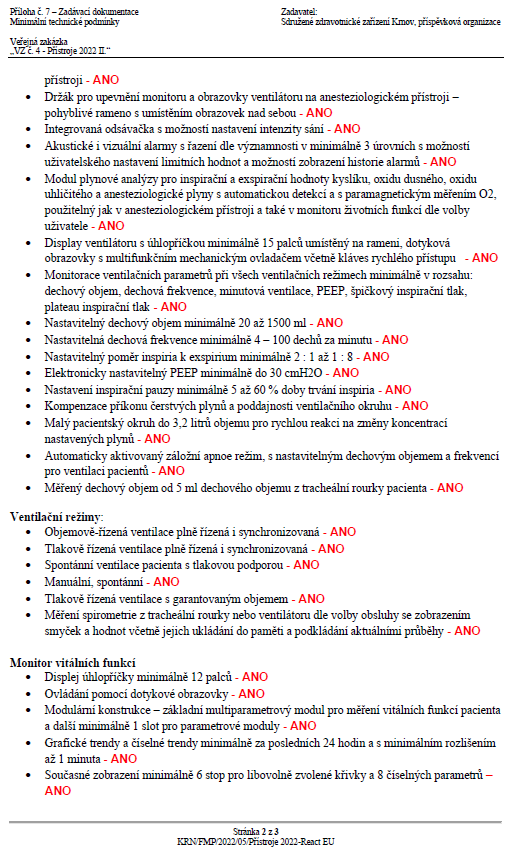 Příloha č. 7 – Zadávací dokumentace
Minimální technické podmínky
Zadavatel:
Sdružené zdravotnické zařízení Krnov, příspěvková organizace
Veřejná zakázka
„VZ č. 4 - Přístroje 2022 II.“
přístroji - ANO
• Držák pro upevnění monitoru a obrazovky ventilátoru na anesteziologickém přístroji –
pohyblivé rameno s umístěním obrazovek nad sebou - ANO
• Integrovaná odsávačka s možností nastavení intenzity sání - ANO
• Akustické i vizuální alarmy s řazení dle významnosti v minimálně 3 úrovních s možností
uživatelského nastavení limitních hodnot a možností zobrazení historie alarmů - ANO
• Modul plynové analýzy pro inspirační a exspirační hodnoty kyslíku, oxidu dusného, oxidu
uhličitého a anesteziologické plyny s automatickou detekcí a s paramagnetickým měřením O2,
použitelný jak v anesteziologickém přístroji a také v monitoru životních funkcí dle volby
uživatele - ANO
• Display ventilátoru s úhlopříčkou minimálně 15 palců umístěný na rameni, dotyková
obrazovky s multifunkčním mechanickým ovladačem včetně kláves rychlého přístupu - ANO
• Monitorace ventilačních parametrů při všech ventilačních režimech minimálně v rozsahu:
dechový objem, dechová frekvence, minutová ventilace, PEEP, špičkový inspirační tlak,
plateau inspirační tlak - ANO
• Nastavitelný dechový objem minimálně 20 až 1500 ml - ANO
• Nastavitelná dechová frekvence minimálně 4 – 100 dechů za minutu - ANO
• Nastavitelný poměr inspiria k exspirium minimálně 2 : 1 až 1 : 8 - ANO
• Elektronicky nastavitelný PEEP minimálně do 30 cmH2O - ANO
• Nastavení inspirační pauzy minimálně 5 až 60 % doby trvání inspiria - ANO
• Kompenzace příkonu čerstvých plynů a poddajnosti ventilačního okruhu - ANO
• Malý pacientský okruh do 3,2 litrů objemu pro rychlou reakci na změny koncentrací
nastavených plynů - ANO
• Automaticky aktivovaný záložní apnoe režim, s nastavitelným dechovým objemem a frekvencí
pro ventilaci pacientů - ANO
• Měřený dechový objem od 5 ml dechového objemu z tracheální rourky pacienta - ANO
Ventilační režimy:
• Objemově-řízená ventilace plně řízená i synchronizovaná - ANO
• Tlakově řízená ventilace plně řízená i synchronizovaná - ANO
• Spontánní ventilace pacienta s tlakovou podporou - ANO
• Manuální, spontánní - ANO
• Tlakově řízená ventilace s garantovaným objemem - ANO
• Měření spirometrie z tracheální rourky nebo ventilátoru dle volby obsluhy se zobrazením
smyček a hodnot včetně jejich ukládání do paměti a podkládání aktuálními průběhy - ANO
Monitor vitálních funkcí
• Displej úhlopříčky minimálně 12 palců - ANO
• Ovládání pomocí dotykové obrazovky - ANO
• Modulární konstrukce – základní multiparametrový modul pro měření vitálních funkcí pacienta
a další minimálně 1 slot pro parametrové moduly - ANO
• Grafické trendy a číselné trendy minimálně za posledních 24 hodin a s minimálním rozlišením
až 1 minuta - ANO
• Současné zobrazení minimálně 6 stop pro libovolně zvolené křivky a 8 číselných parametrů –
ANO
Stránka 2 z 3
KRN/FMP/2022/05/Přístroje 2022-React EU